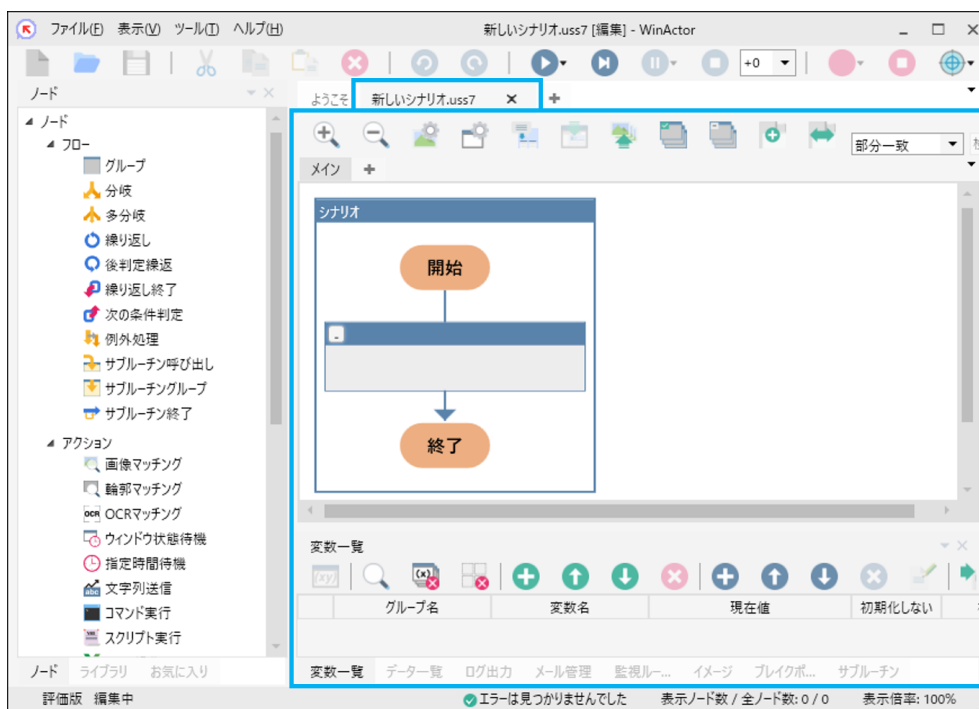 ファイル(F) 表示(V) ツール(T) ヘルプ(H) 新しいシナリオ.uss7 [編集] - WinActor
+0
ノード
ようこそ 新しいシナリオ.uss7
ノード
フロー
グループ
分岐
多分岐
繰り返し
後判定繰返
繰り返し終了
次の条件判定
例外処理
サブルーチン呼び出し
サブルーチングループ
サブルーチン終了
アクション
画像マッチング
輪郭マッチング
OCR OCRマッチング
ウィンドウ状態待機
指定時間待機
abc 文字列送信
コマンド実行
スクリプト実行
ノード ライブラリ お気に入り
部分一致
メイン
シナリオ
開始
終了
変数一覧
グループ名 変数名 現在値 初期化しない
変数一覧 データ一覧 ログ出力 メール管理 監視ルー... イメージ ブレイクポ... サブルーチン
評価版 編集中 エラーは見つかりませんでした 表示ノード数 / 全ノード数: 0 / 0 表示倍率: 100%